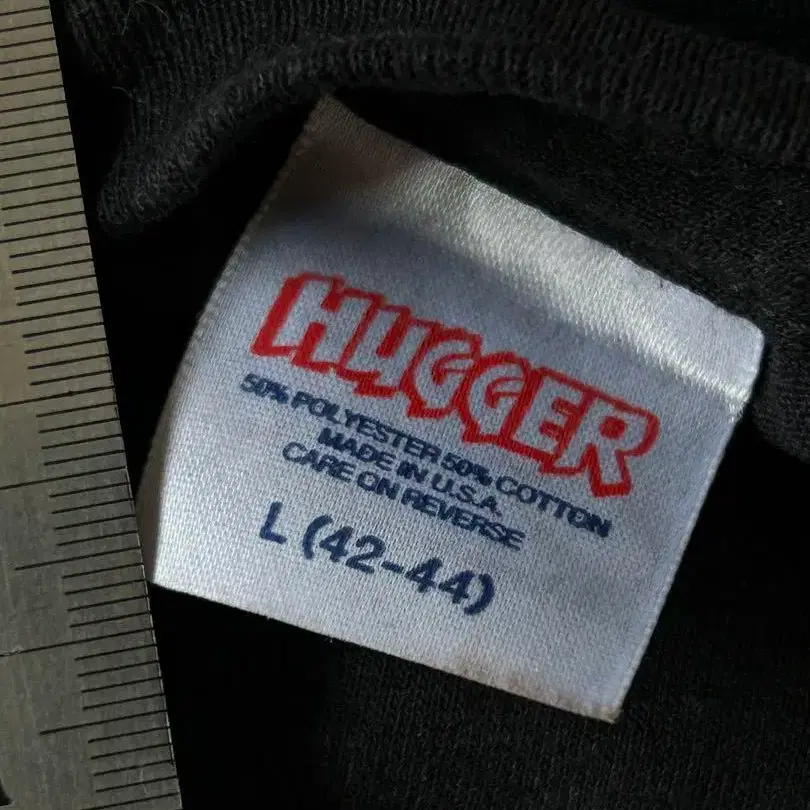 HUGGER
50% POLYESTER 50% COTTON
MADE IN U.S.A.
CARE ON REVERSE
L (42-44)